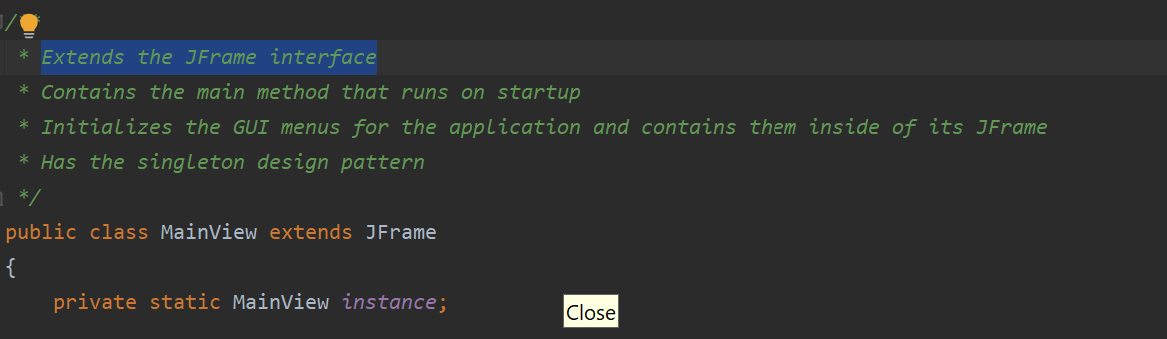 /**
* Extends the JFrame interface
* Contains the main method that runs on startup
* Initializes the GUI menus for the application and contains them inside of its JFrame
* Has the singleton design pattern
*/
public class MainView extends JFrame
{
private static MainView instance;
Close